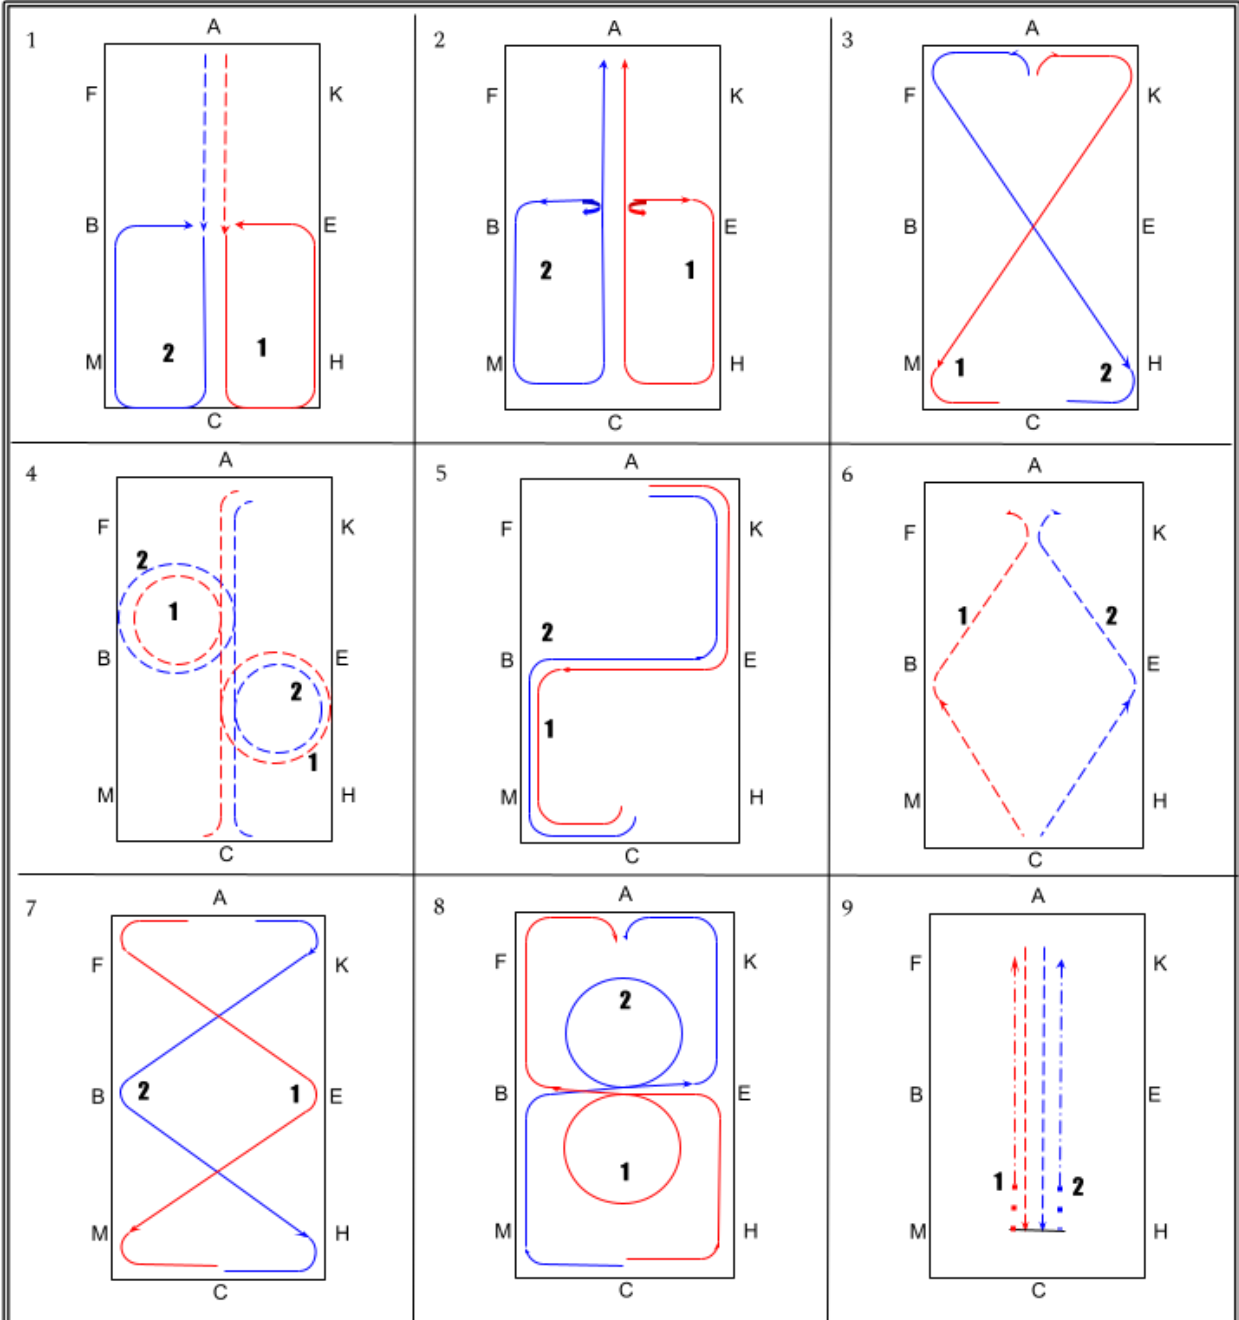 1 A 2 A 3 A
F K F K F K
B E B E B E
2 1 2 1
M H M H M 1 2 H
C C C
4 A 5 A 6 A
F K F K F K
2 1 2 1 2
B E B E B E
2 1 1
M H M H M H
C C C
7 A 8 A 9 A
F K F K F K
2
B 2 1 E B E B E
1 1 2
M H M H M H
C C C